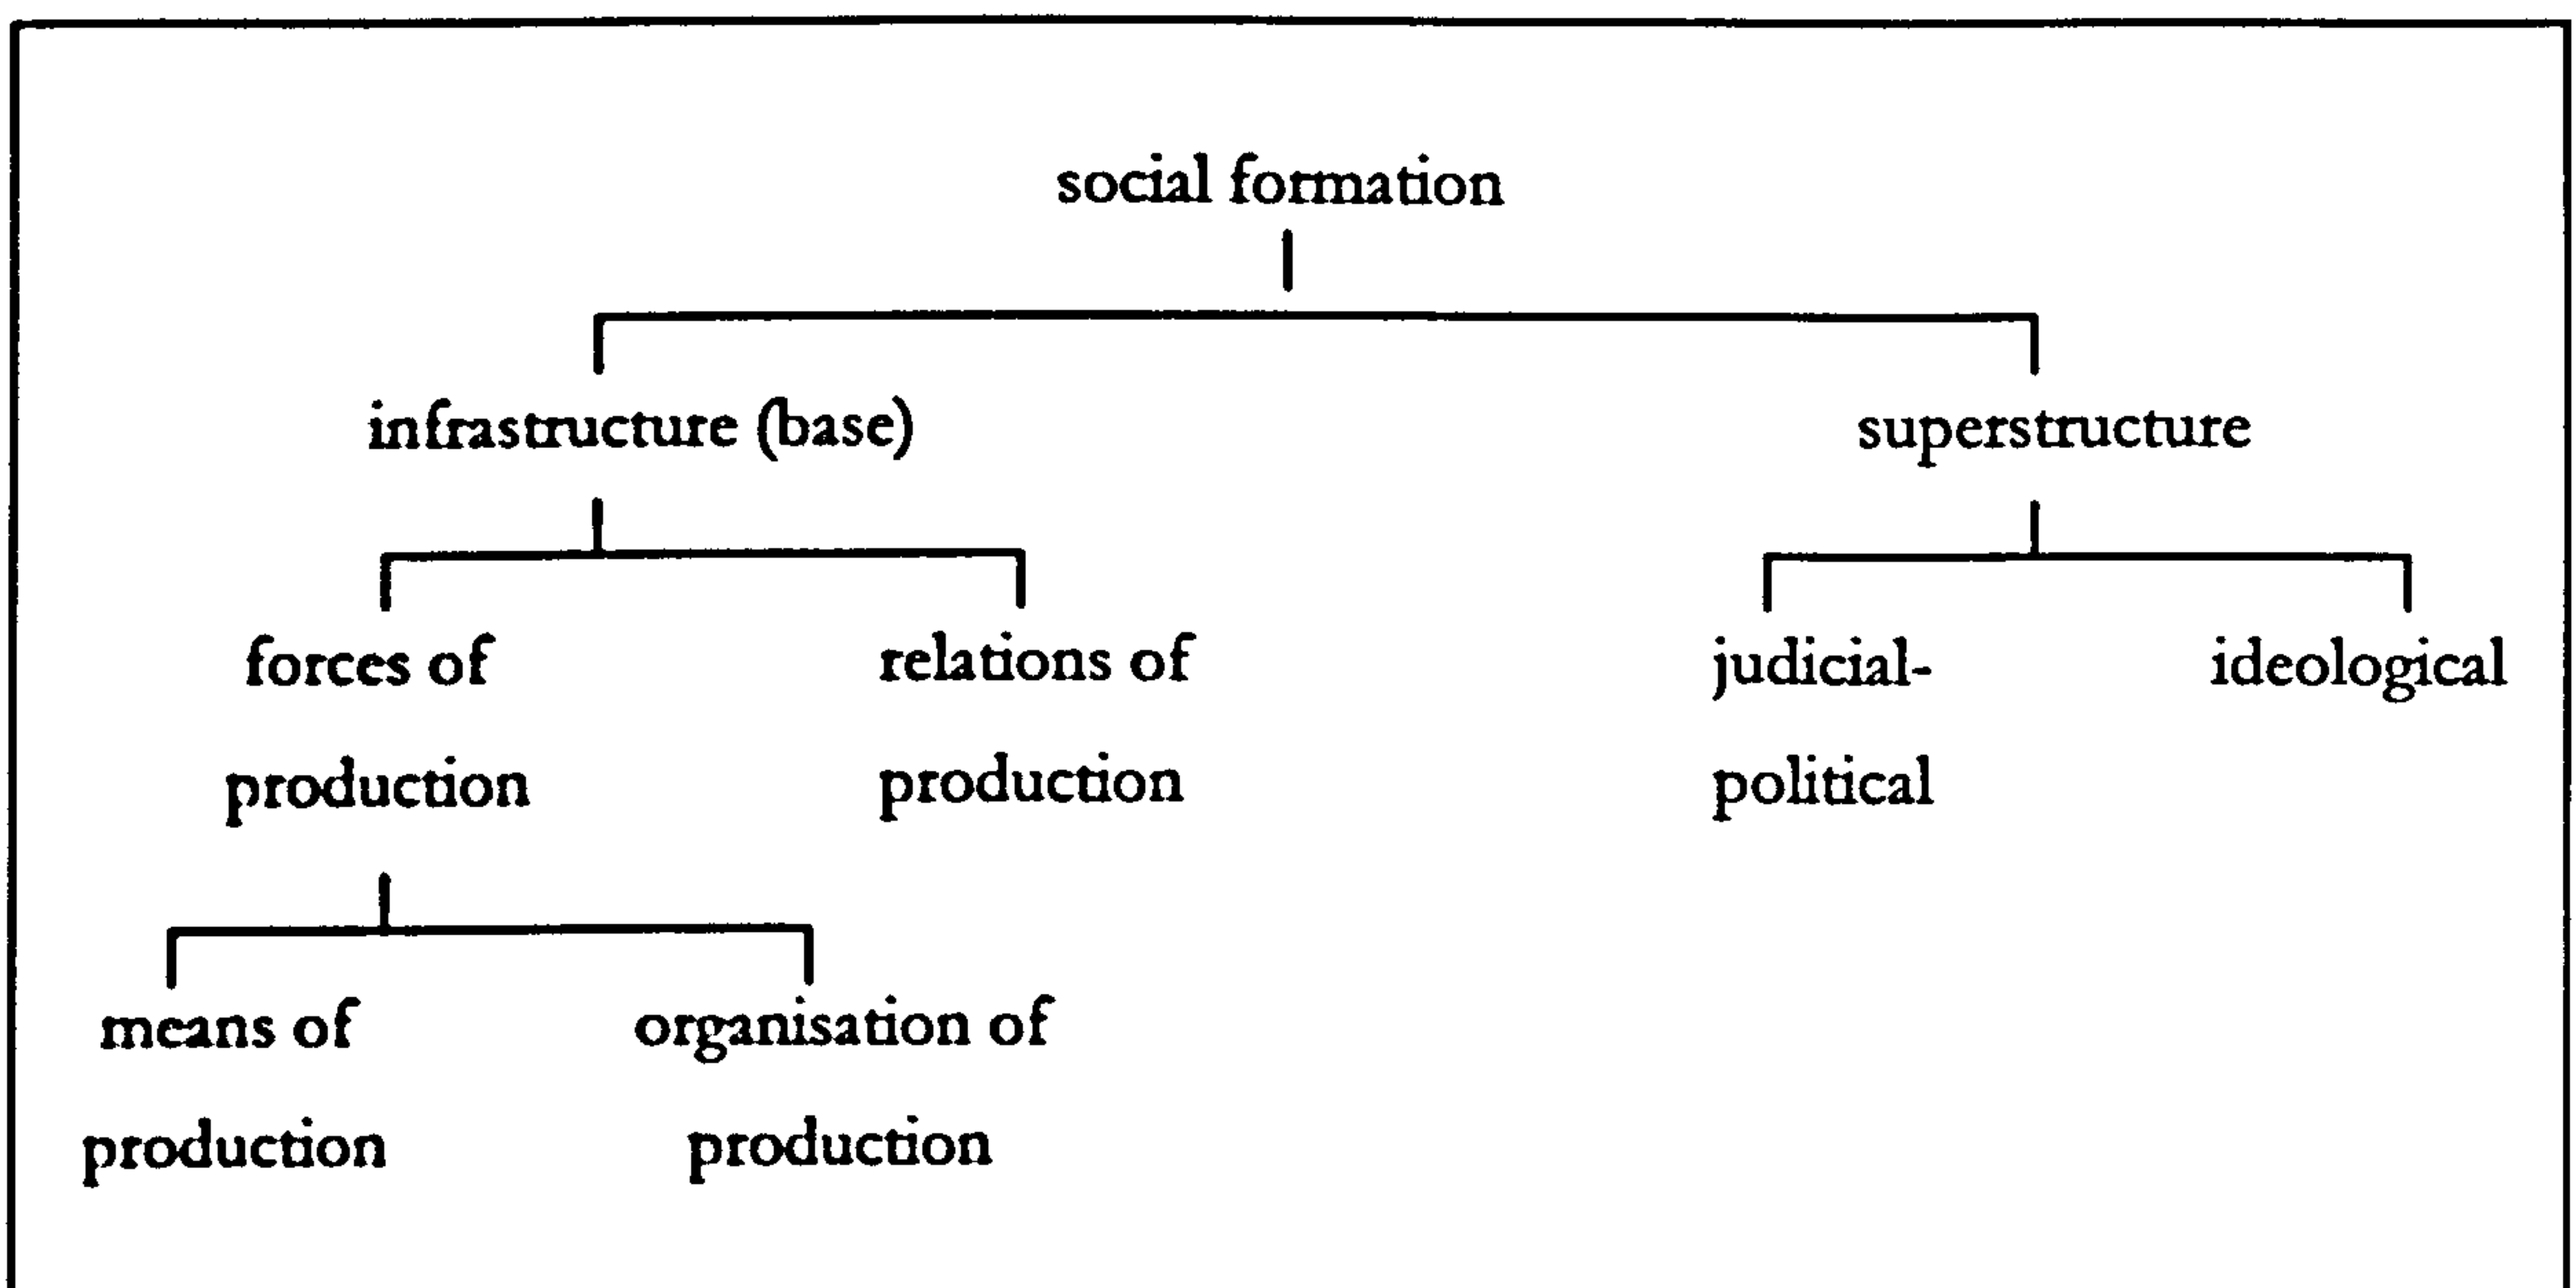 social formation
infrastructure (base)
superstructure
forces of
production
relations of
production
judicial-
political
ideological
means of
production
organisation of
production